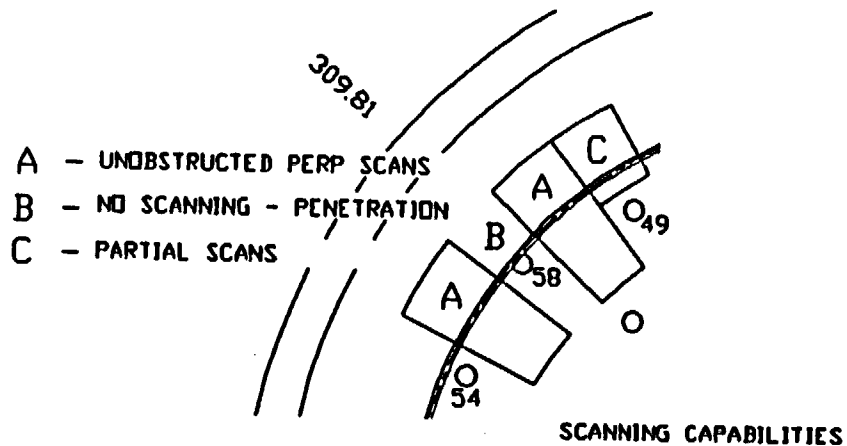 309.81
A - UNOBSTRUCTED PERP SCANS
B - NO SCANNING - PENETRATION
C - PARTIAL SCANS
C
A
49
B
58
A
54
SCANNING CAPABILITIES